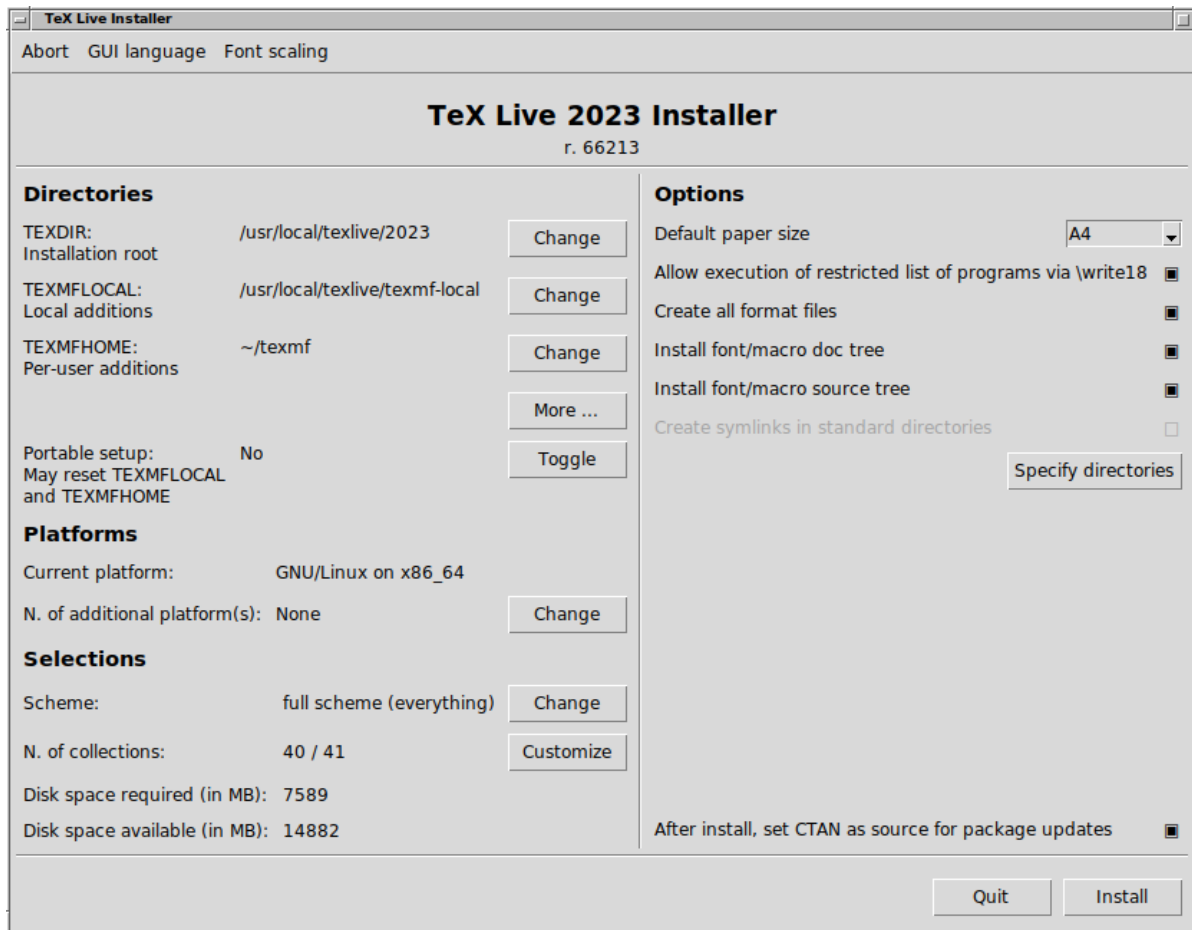 TeX Live Installer
Abort GUI language Font scaling
TeX Live 2023 Installer
r. 66213
Directories
TEXDIR: /usr/local/texlive/2023 Change
Installation root
TEXMFLOCAL: /usr/local/texlive/texmf-local Change
Local additions
TEXMFHOME: ~/texmf Change
Per-user additions
More ...
Portable setup: No Toggle
May reset TEXMFLOCAL
and TEXMFHOME
Platforms
Current platform: GNU/Linux on x86_64
N. of additional platform(s): None Change
Selections
Scheme: full scheme (everything) Change
N. of collections: 40 / 41 Customize
Disk space required (in MB): 7589
Disk space available (in MB): 14882
Options
Default paper size A4
Allow execution of restricted list of programs via \write18
Create all format files
Install font/macro doc tree
Install font/macro source tree
Create symlinks in standard directories
Specify directories
After install, set CTAN as source for package updates
Quit Install